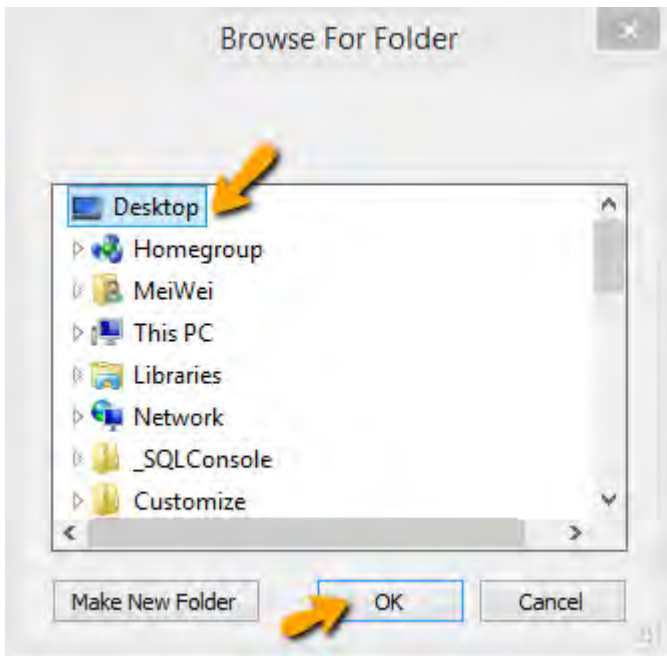 Browse For Folder
Desktop
Homegroup
MeiWei
This PC
Libraries
Network
_SQLConsole
Customize
Make New Folder OK Cancel